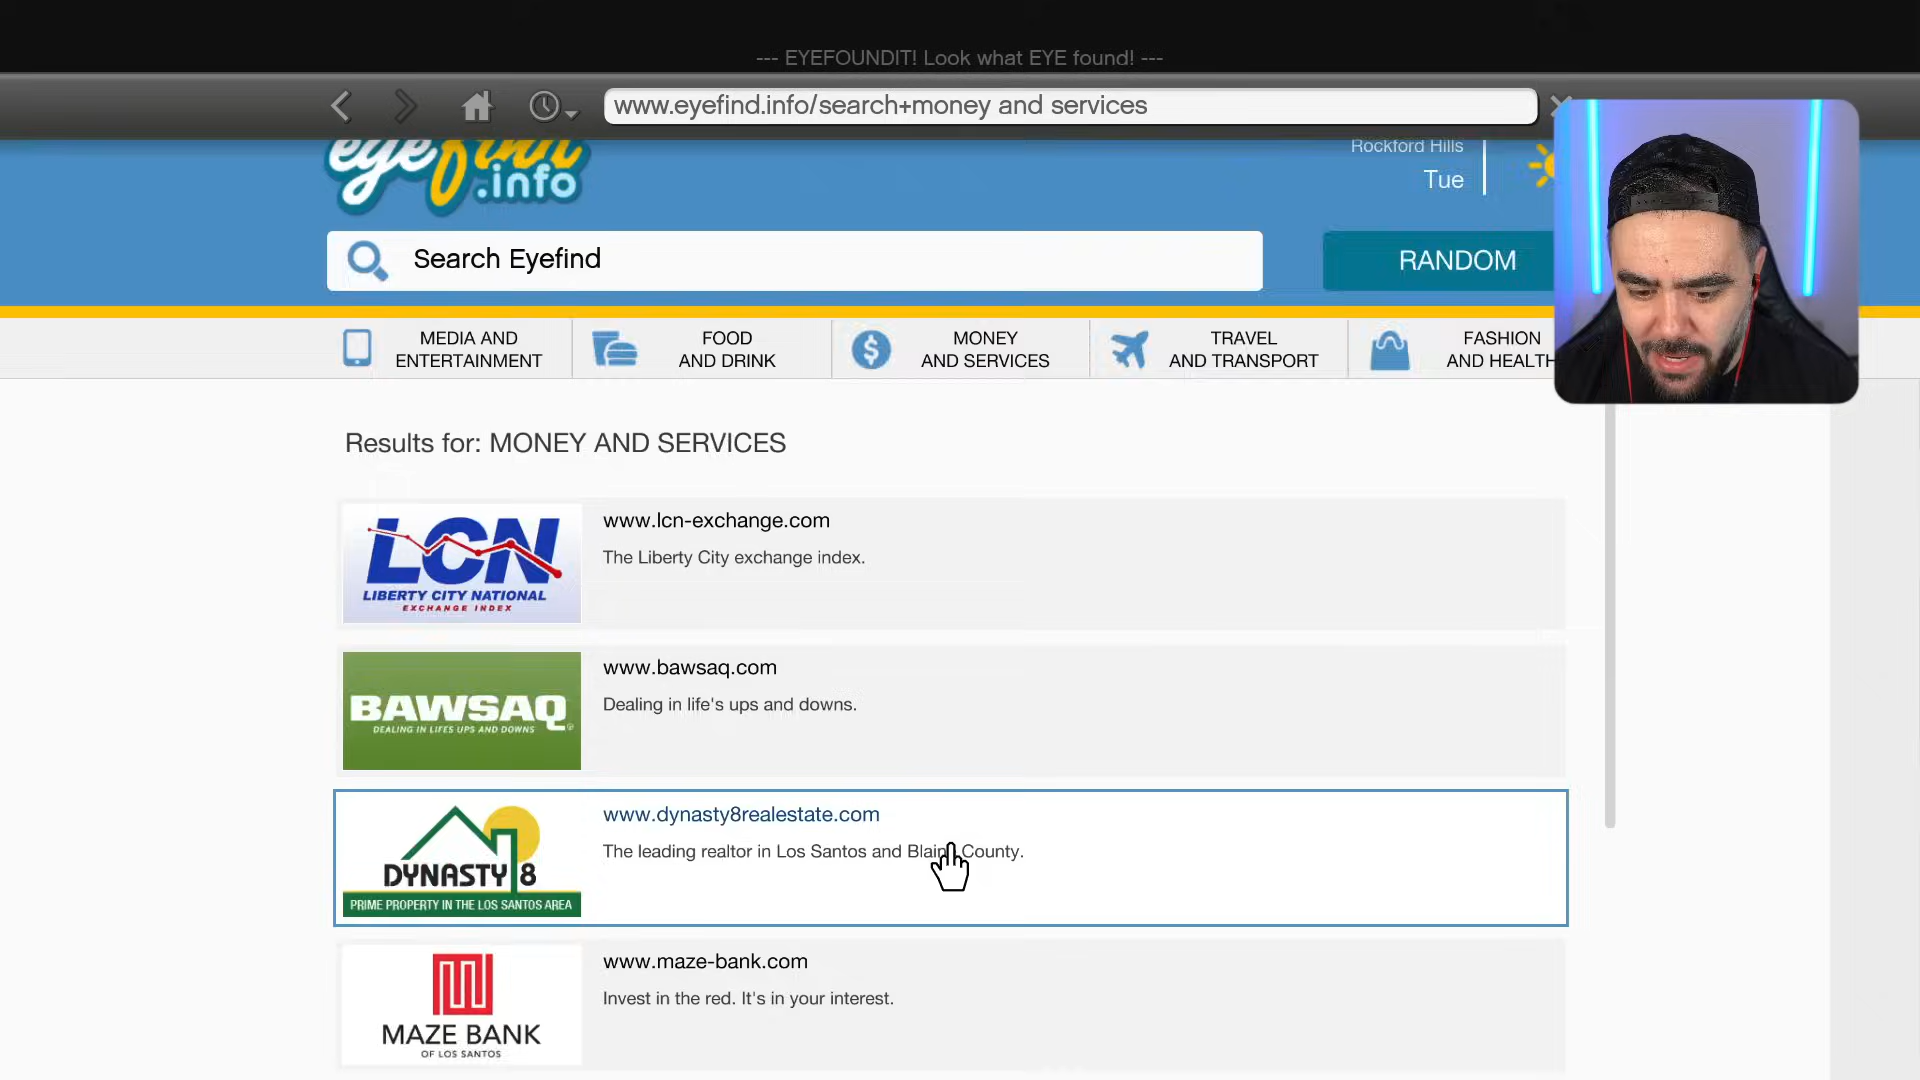 --- EYEFOUNDIT! Look what EYE found! ---
www.eyefind.info/search+money and services
eyefind
.info
Rockford Hills
Tue
Search Eyefind
RANDOM
MEDIA AND
ENTERTAINMENT
FOOD
AND DRINK
MONEY
AND SERVICES
TRAVEL
AND TRANSPORT
FASHION
AND HEALTH
Results for: MONEY AND SERVICES
LCN
LIBERTY CITY NATIONAL
EXCHANGE INDEX
www.lcn-exchange.com
The Liberty City exchange index.
BAWSAQ
DEALING IN LIFES UPS AND DOWNS
www.bawsaq.com
Dealing in life's ups and downs.
DYNASTY 8
PRIME PROPERTY IN THE LOS SANTOS AREA
www.dynasty8realestate.com
The leading realtor in Los Santos and Blaine County.
MAZE BANK
OF LOS SANTOS
www.maze-bank.com
Invest in the red. It's in your interest.